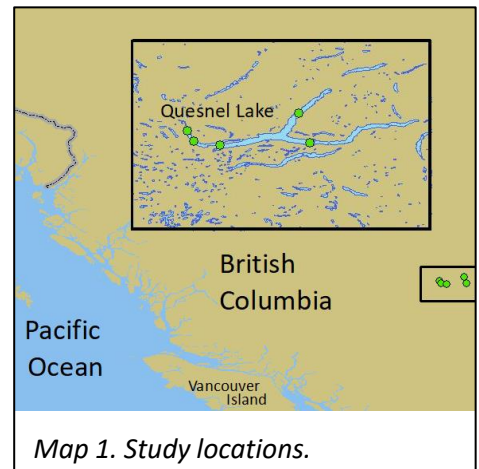 Quesnel Lake
British
Columbia
Pacific
Ocean
Vancouver
Island
Map 1. Study locations.